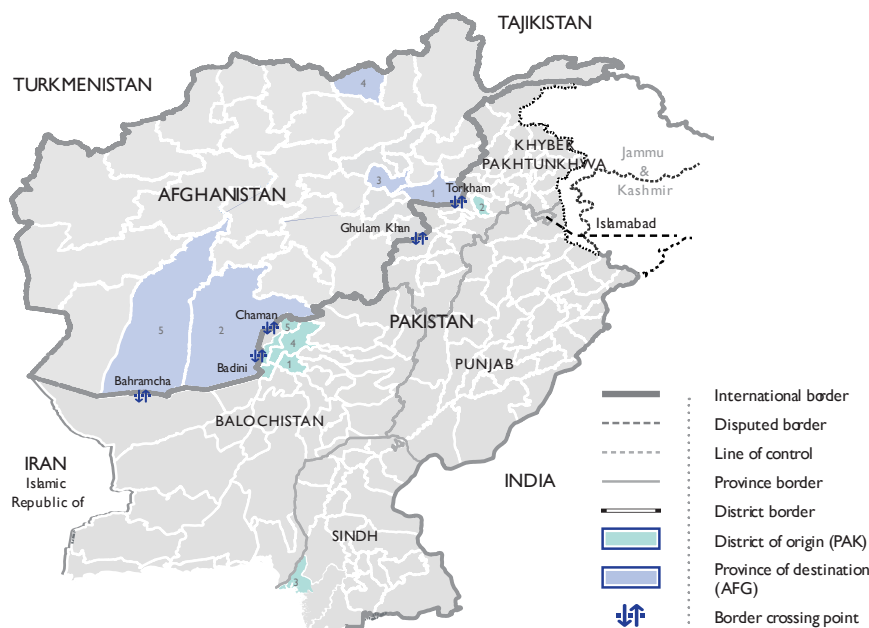 TAJIKISTAN
TURKMENISTAN
4
KHYBER
PAKHTUNKHWA
Jammu
&
Kashmir
AFGHANISTAN
3
1
Torkham
2
Ghulam Khan
Islamabad
Chaman
5
2
5
4
PAKISTAN
Badini
1
PUNJAB
Bahramcha
BALOCHISTAN
IRAN
Islamic
Republic of
INDIA
SINDH
3
International border
Disputed border
Line of control
Province border
District border
District of origin (PAK)
Province of destination
(AFG)
Border crossing point